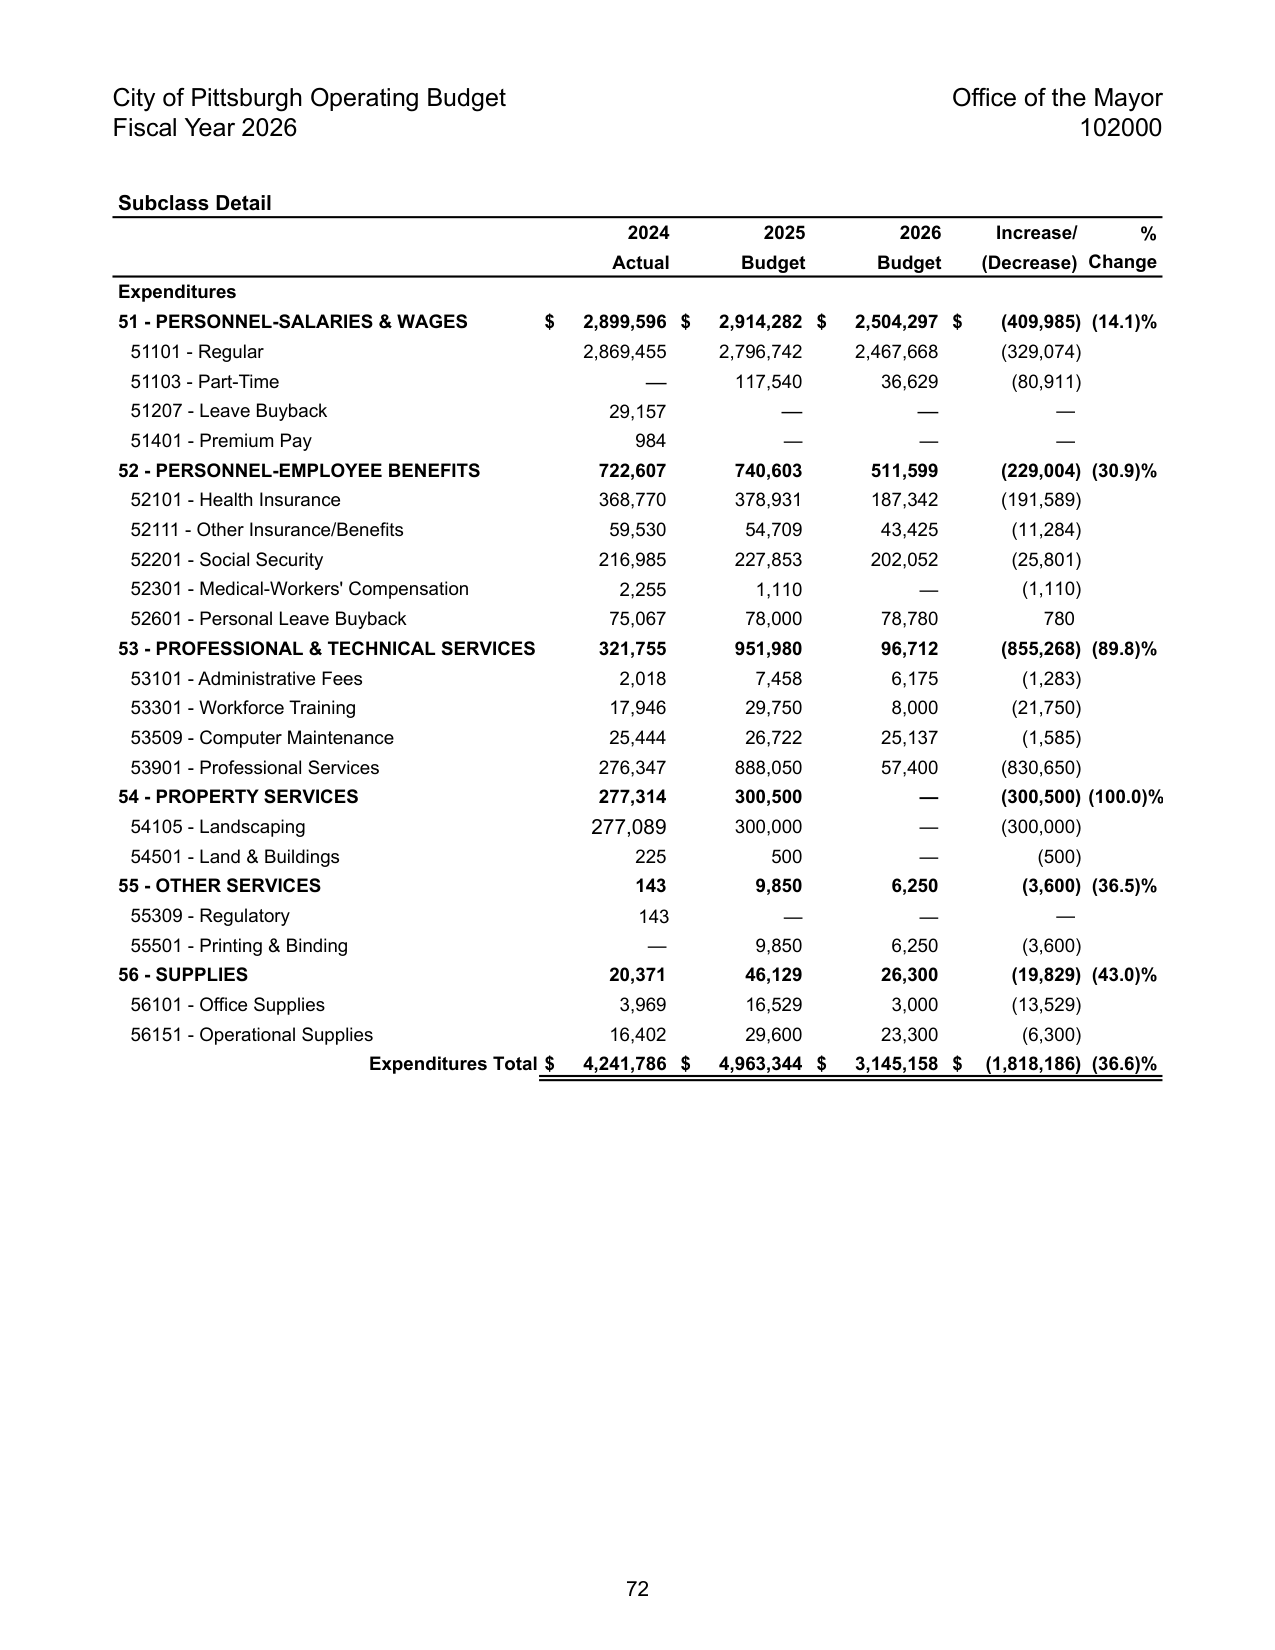 City of Pittsburgh Operating Budget Office of the Mayor
Fiscal Year 2026 102000
Subclass Detail
2024 2025 2026 Increase/ %
Actual Budget Budget (Decrease) Change
Expenditures
51 - PERSONNEL-SALARIES & WAGES $ 2,899,596 $ 2,914,282 $ 2,504,297 $ (409,985) (14.1)%
51101 - Regular 2,869,455 2,796,742 2,467,668 (329,074)
51103 - Part-Time — 117,540 36,629 (80,911)
51207 - Leave Buyback 29,157 — — —
51401 - Premium Pay 984 — — —
52 - PERSONNEL-EMPLOYEE BENEFITS 722,607 740,603 511,599 (229,004) (30.9)%
52101 - Health Insurance 368,770 378,931 187,342 (191,589)
52111 - Other Insurance/Benefits 59,530 54,709 43,425 (11,284)
52201 - Social Security 216,985 227,853 202,052 (25,801)
52301 - Medical-Workers' Compensation 2,255 1,110 — (1,110)
52601 - Personal Leave Buyback 75,067 78,000 78,780 780
53 - PROFESSIONAL & TECHNICAL SERVICES 321,755 951,980 96,712 (855,268) (89.8)%
53101 - Administrative Fees 2,018 7,458 6,175 (1,283)
53301 - Workforce Training 17,946 29,750 8,000 (21,750)
53509 - Computer Maintenance 25,444 26,722 25,137 (1,585)
53901 - Professional Services 276,347 888,050 57,400 (830,650)
54 - PROPERTY SERVICES 277,314 300,500 — (300,500) (100.0)%
54105 - Landscaping 277,089 300,000 — (300,000)
54501 - Land & Buildings 225 500 — (500)
55 - OTHER SERVICES 143 9,850 6,250 (3,600) (36.5)%
55309 - Regulatory 143 — — —
55501 - Printing & Binding — 9,850 6,250 (3,600)
56 - SUPPLIES 20,371 46,129 26,300 (19,829) (43.0)%
56101 - Office Supplies 3,969 16,529 3,000 (13,529)
56151 - Operational Supplies 16,402 29,600 23,300 (6,300)
Expenditures Total $ 4,241,786 $ 4,963,344 $ 3,145,158 $ (1,818,186) (36.6)%
72